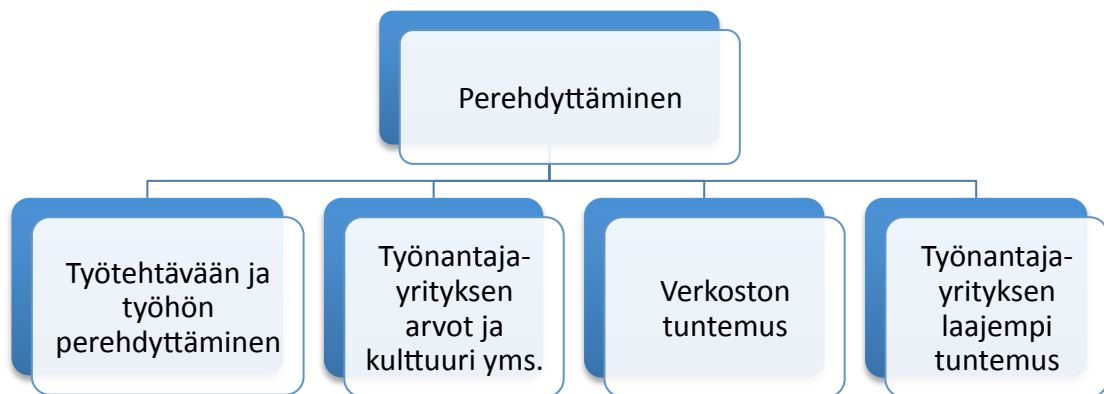 Perehdyttäminen
Työtehtävään ja
työhön
perehdyttäminen
Työnantaja-
yrityksen
arvot ja
kulttuuri yms.
Verkoston
tuntemus
Työnantaja-
yrityksen
laajempi
tuntemus